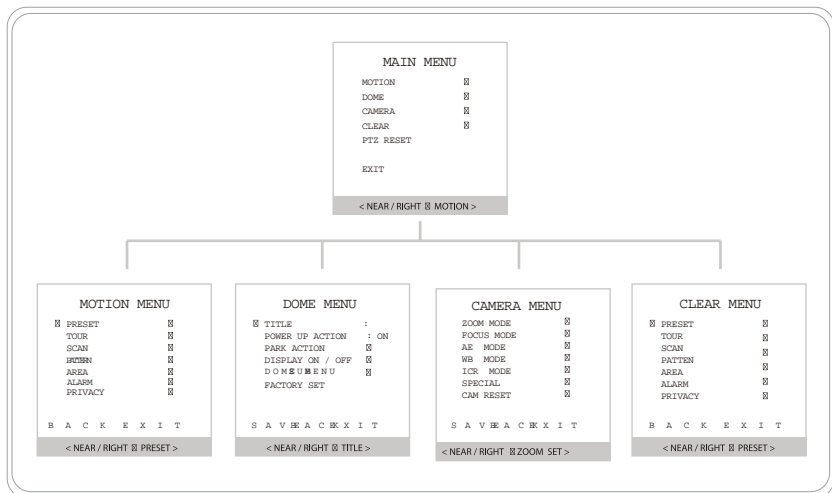 MAIN MENU
MOTION
DOME
CAMERA
CLEAR
PTZ RESET
EXIT
< NEAR / RIGHT MOTION >
MOTION MENU
PRESET
TOUR
SCAN
AREA
ALARM
PRIVACY
B A C K E X I T
< NEAR / RIGHT PRESET >
DOME MENU
TITLE :
POWER UP ACTION : ON
PARK ACTION
DISPLAY ON / OFF
FACTORY SET
< NEAR / RIGHT TITLE >
CAMERA MENU
ZOOM MODE
FOCUS MODE
AE MODE
WB MODE
ICR MODE
SPECIAL
CAM RESET
< NEAR / RIGHT ZOOM SET >
CLEAR MENU
PRESET
TOUR
SCAN
PATTEN
AREA
ALARM
PRIVACY
B A C K E X I T
< NEAR / RIGHT PRESET >